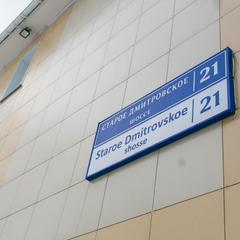 СТАРОЕ ДМИТРОВСКОЕ
ШОССЕ
21
Staroe Dmitrovskoe
shosse
21